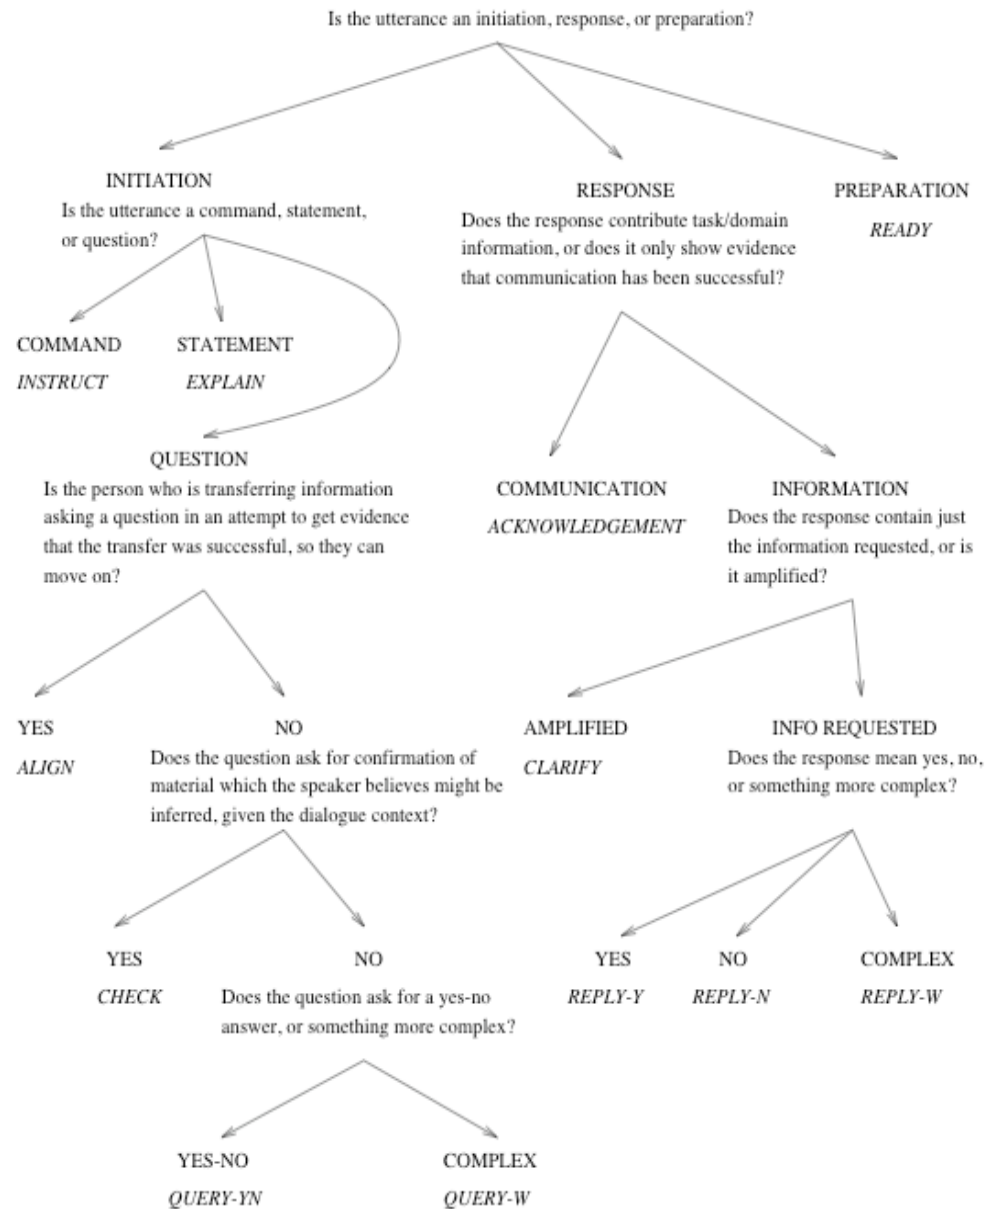 Is the utterance an initiation, response, or preparation?
INITIATION
Is the utterance a command, statement,
or question?
COMMAND
INSTRUCT
STATEMENT
EXPLAIN
QUESTION
Is the person who is transferring information
asking a question in an attempt to get evidence
that the transfer was successful, so they can
move on?
YES
ALIGN
NO
Does the question ask for confirmation of
material which the speaker believes might be
inferred, given the dialogue context?
YES
CHECK
NO
Does the question ask for a yes-no
answer, or something more complex?
YES-NO
QUERY-YN
COMPLEX
QUERY-W
RESPONSE
Does the response contribute task/domain
information, or does it only show evidence
that communication has been successful?
COMMUNICATION
ACKNOWLEDGEMENT
INFORMATION
Does the response contain just
the information requested, or is
it amplified?
AMPLIFIED
CLARIFY
INFO REQUESTED
Does the response mean yes, no,
or something more complex?
YES
REPLY-Y
NO
REPLY-N
COMPLEX
REPLY-W
PREPARATION
READY